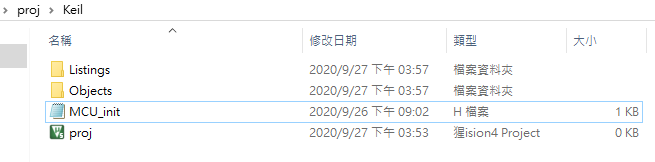 proj > Keil
名稱 修改日期 類型 大小
Listings 2020/9/27 下午 03:57 檔案資料夾
Objects 2020/9/27 下午 03:57 檔案資料夾
MCU_init 2020/9/26 下午 09:02 H 檔案 1 KB
proj 2020/9/27 下午 03:53 猩ision4 Project 0 KB